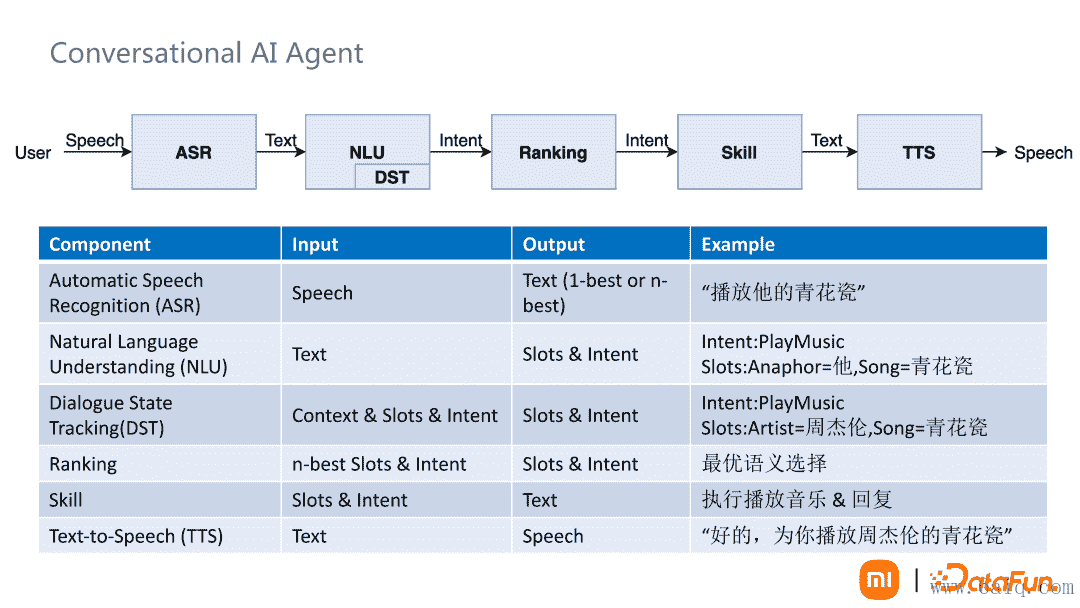 Conversational AI Agent
User Speech ASR Text NLU Intent Ranking Intent Skill Text TTS Speech
DST
Component Input Output Example
Automatic Speech Recognition (ASR) Speech Text (1-best or n-best) “播放他的青花瓷”
Natural Language Understanding (NLU) Text Slots & Intent Intent:PlayMusic
Slots:Anaphor=他,Song=青花瓷
Dialogue State Tracking(DST) Context & Slots & Intent Slots & Intent Intent:PlayMusic
Slots:Artist=周杰伦,Song=青花瓷
Ranking n-best Slots & Intent Slots & Intent 最优语义选择
Skill Slots & Intent Text 执行播放音乐 & 回复
Text-to-Speech (TTS) Text Speech “好的，为你播放周杰伦的青花瓷”
mi | DataFun.